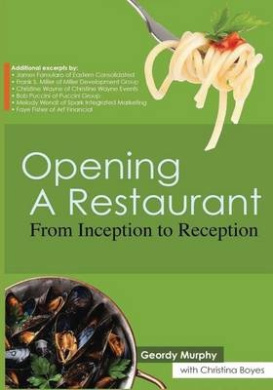 Additional excerpts by:
• James Famularo of Eastern Consolidated
• Frank S. Miller of Miller Development Group
• Christine Wayne of Christine Wayne Events
• Bob Puccini of Puccini Group
• Melody Wendt of Spark Integrated Marketing
• Faye Fisher of Jet Financial
Opening
A Restaurant
From Inception to Reception
Geordy Murphy
with Christina Boyes